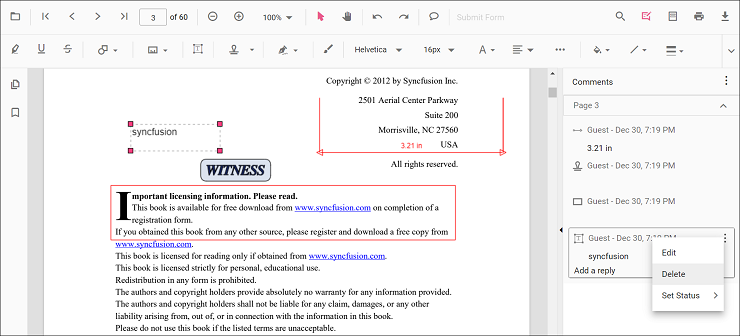 3 of 60 100% Submit Form
Helvetica 16px A
Copyright © 2012 by Syncfusion Inc.
2501 Aerial Center Parkway
Suite 200
Morrisville, NC 27560
3.21 in USA
All rights reserved.
syncfusion
WITNESS
Important licensing information. Please read.
This book is available for free download from www.syncfusion.com on completion of a
registration form.
If you obtained this book from any other source, please register and download a free copy from
www.syncfusion.com.
This book is licensed for reading only if obtained from www.syncfusion.com.
This book is licensed strictly for personal, educational use.
Redistribution in any form is prohibited.
The authors and copyright holders provide absolutely no warranty for any information provided.
The authors and copyright holders shall not be liable for any claim, damages, or any other
liability arising from, out of, or in connection with the information in this book.
Please do not use this book if the listed terms are unacceptable.
Comments
Page 3
Guest - Dec 30, 7:19 PM
3.21 in
Guest - Dec 30, 7:19 PM
Guest - Dec 30, 7:19 PM
Guest - Dec 30, 7:19 PM
syncfusion
Add a reply
Edit
Delete
Set Status